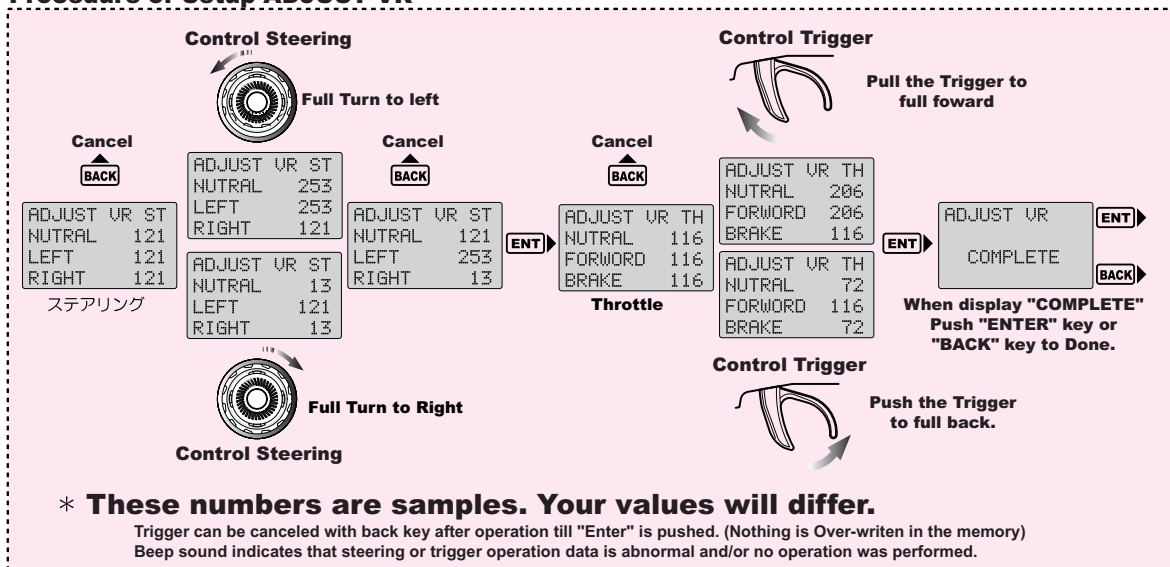 Procedure of Setup ADJUST VR
Control Steering
Full Turn to left
Cancel
BACK
ADJUST VR ST
NUTRAL 121
LEFT 121
RIGHT 121
ステアリング
ADJUST VR ST
NUTRAL 253
LEFT 253
RIGHT 121
ADJUST VR ST
NUTRAL 13
LEFT 121
RIGHT 13
Full Turn to Right
Control Steering
Cancel
BACK
ADJUST VR ST
NUTRAL 121
LEFT 253
RIGHT 13
ENT
Cancel
BACK
ADJUST VR TH
NUTRAL 116
FORWORD 116
BRAKE 116
Throttle
Control Trigger
Pull the Trigger to
full foward
ADJUST VR TH
NUTRAL 206
FORWORD 206
BRAKE 116
ADJUST VR TH
NUTRAL 72
FORWORD 116
BRAKE 72
Control Trigger
Push the Trigger
to full back.
ENT
ADJUST VR
COMPLETE
ENT
BACK
When display "COMPLETE"
Push "ENTER" key or
"BACK" key to Done.
＊ These numbers are samples. Your values will differ.
Trigger can be canceled with back key after operation till "Enter" is pushed. (Nothing is Over-writen in the memory)
Beep sound indicates that steering or trigger operation data is abnormal and/or no operation was performed.